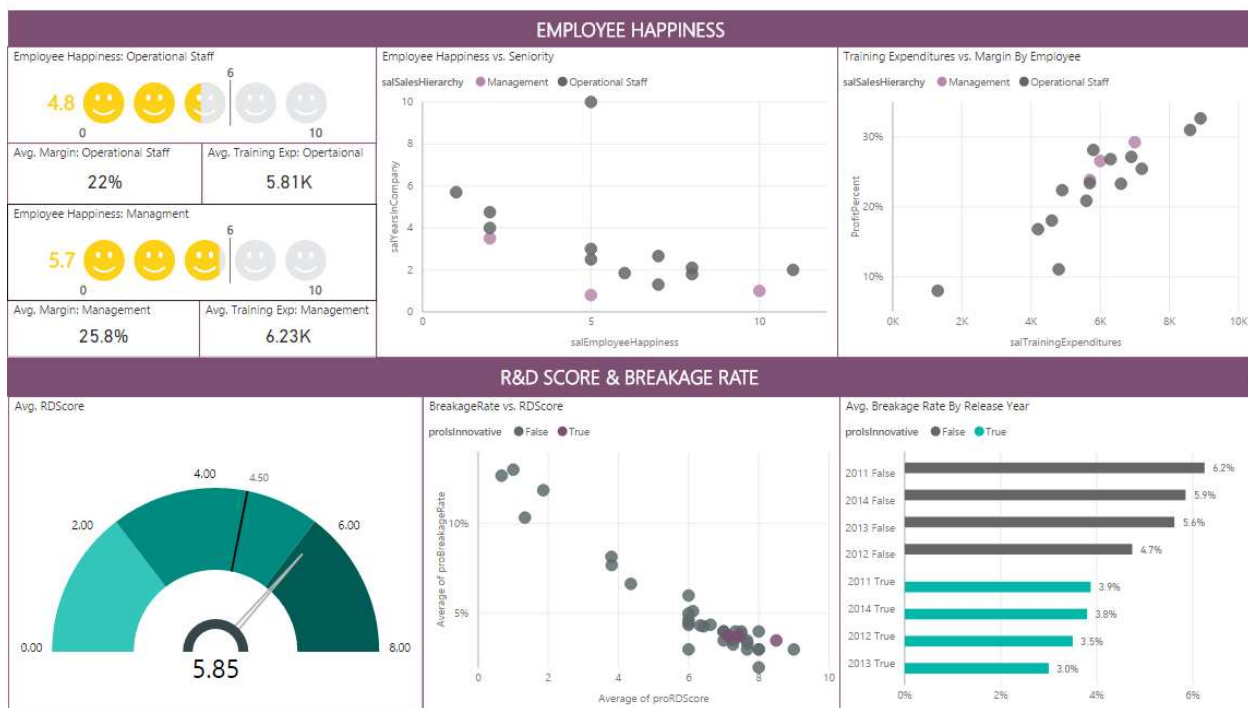 EMPLOYEE HAPPINESS
Employee Happiness: Operational Staff
6
4.8
0
10
Avg. Margin: Operational Staff
22%
Avg. Training Exp: Opertaional
5.81K
Employee Happiness: Managment
6
5.7
0
10
Avg. Margin: Management
25.8%
Avg. Training Exp: Management
6.23K
Employee Happiness vs. Seniority
salSalesHierarchy Management Operational Staff
salYearsInCompany
10
8
6
4
2
0
0 5 10
salEmployeeHappiness
Training Expenditures vs. Margin By Employee
salSalesHierarchy Management Operational Staff
ProfitPercent
30%
20%
10%
0K 2K 4K 6K 8K 10K
salTrainingExpenditures
R&D SCORE & BREAKAGE RATE
Avg. RDScore
4.00
4.50
2.00
6.00
0.00
8.00
5.85
BreakageRate vs. RDScore
proIsInnovative False True
Average of proBreakageRate
10%
5%
0 2 4 6 8 10
Average of proRDScore
Avg. Breakage Rate By Release Year
proIsInnovative False True
2011 False 6.2%
2014 False 5.9%
2013 False 5.6%
2012 False 4.7%
2011 True 3.9%
2014 True 3.8%
2012 True 3.5%
2013 True 3.0%
0% 2% 4% 6%